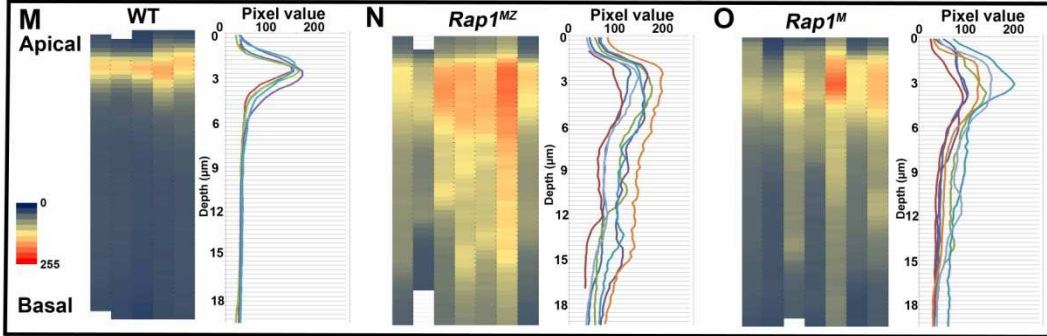 M
WT
Apical
0
255
Basal
Pixel value
100 200
0
3
6
9
12
15
18
Depth (µm)
N
Rap1MZ
Pixel value
100 200
0
3
6
9
12
15
18
Depth (µm)
O
Rap1M
Pixel value
100 200
0
3
6
9
12
15
18
Depth (µm)